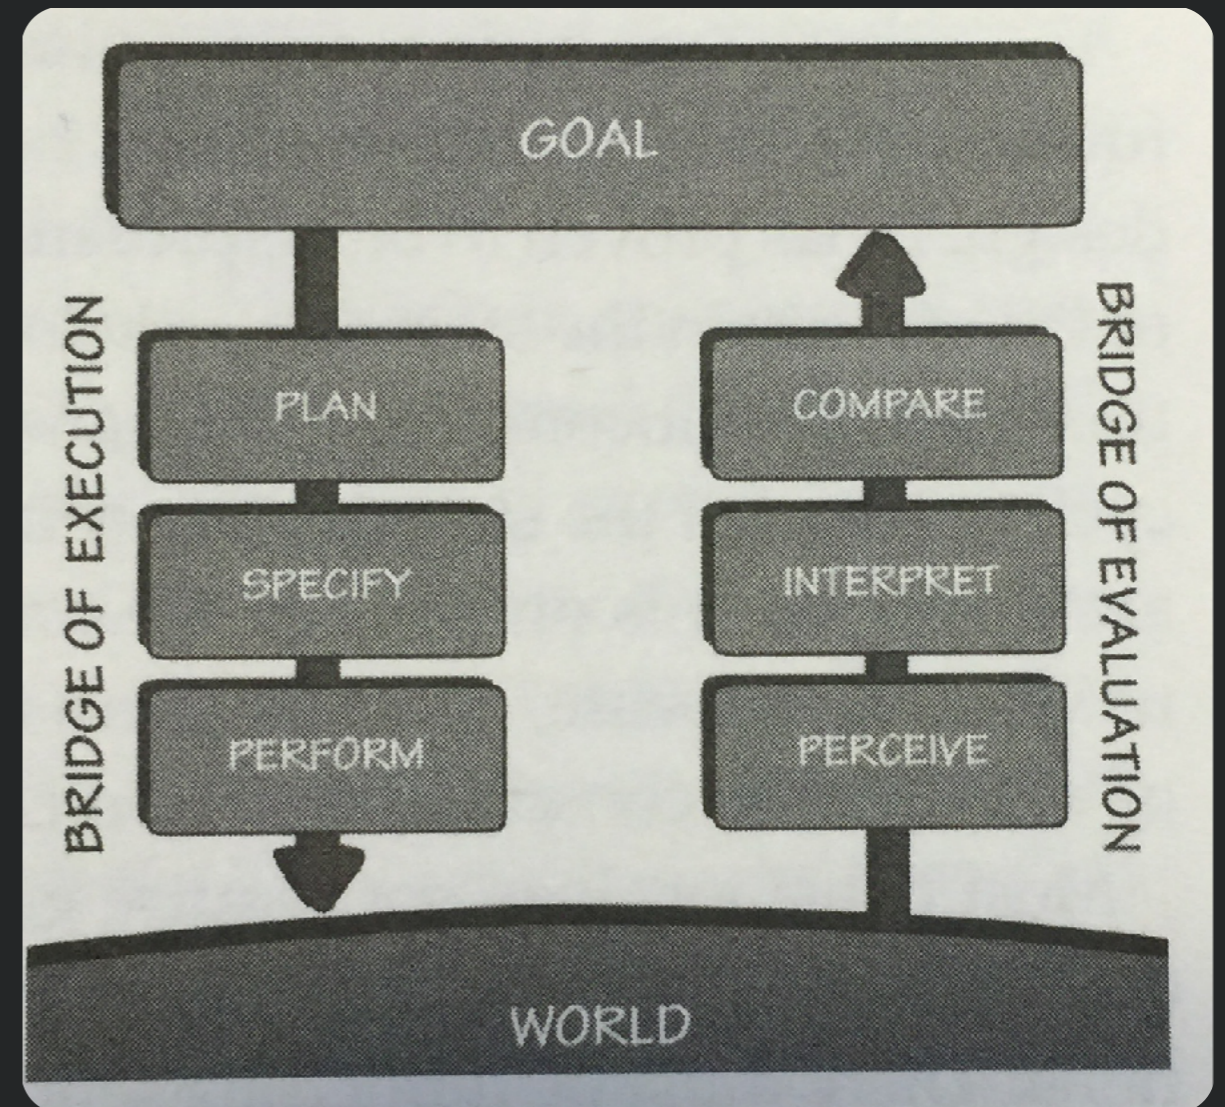 GOAL
BRIDGE OF EXECUTION
PLAN
SPECIFY
PERFORM
COMPARE
INTERPRET
PERCEIVE
BRIDGE OF EVALUATION
WORLD